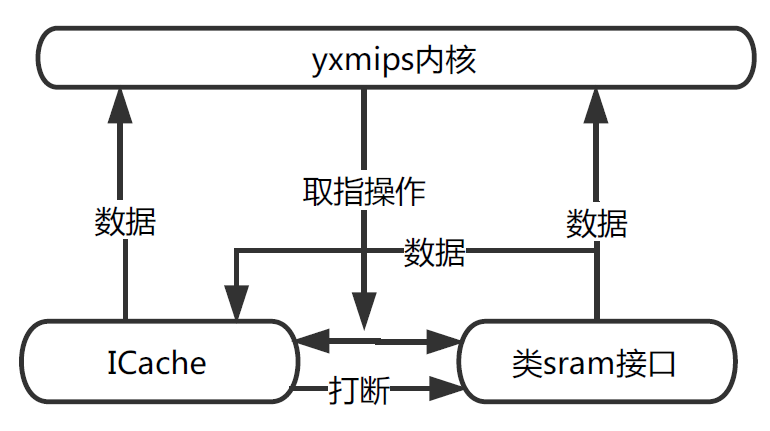 yxmips内核
取指操作
数据
数据
数据
ICache
类sram接口
打断